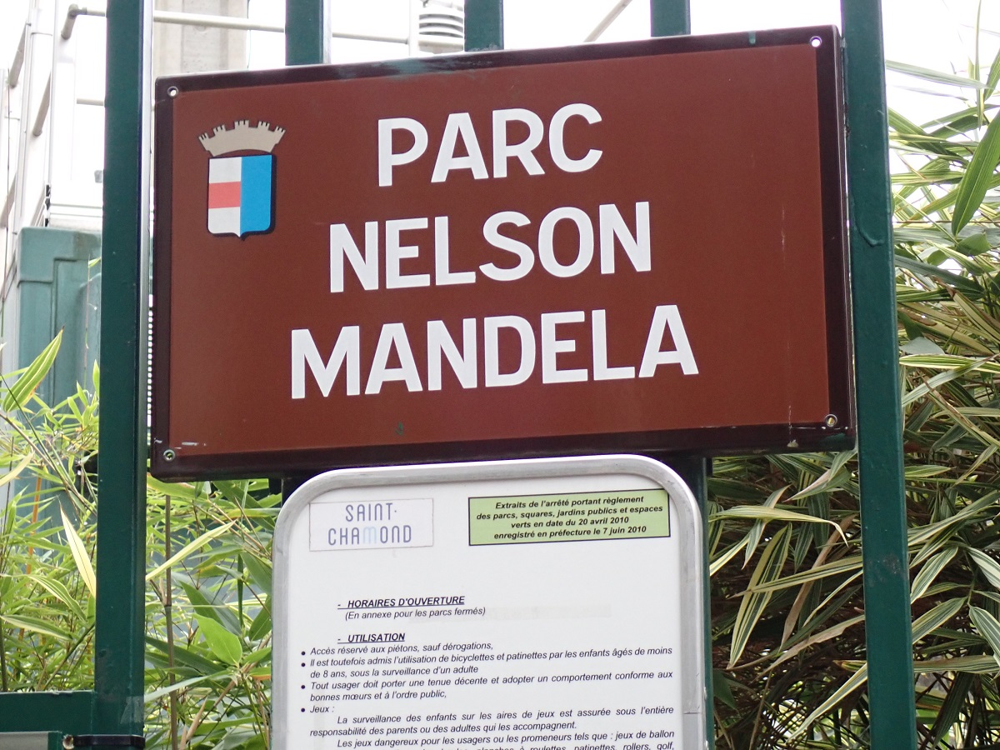 PARC
NELSON
MANDELA
SAINT-
CHAMOND
Extraits de l'arrêté portant règlement
des parcs, squares, jardins publics et espaces
verts en date du 20 avril 2010
enregistré en préfecture le 7 juin 2010
- HORAIRES D'OUVERTURE
(En annexe pour les parcs fermés)
- UTILISATION
• Accès réservé aux piétons, sauf dérogations,
• Il est toutefois admis l'utilisation de bicyclettes et patinettes par les enfants âgés de moins
de 8 ans, sous la surveillance d'un adulte
• Tout usager doit porter une tenue décente et adopter un comportement conforme aux
bonnes mœurs et à l'ordre public,
• Jeux :
La surveillance des enfants sur les aires de jeux est assurée sous l'entière
responsabilité des parents ou des adultes qui les accompagnent.
Les jeux dangereux pour les usagers ou les promeneurs tels que : jeux de ballon
planches à roulettes, patinettes, rollers, golf,